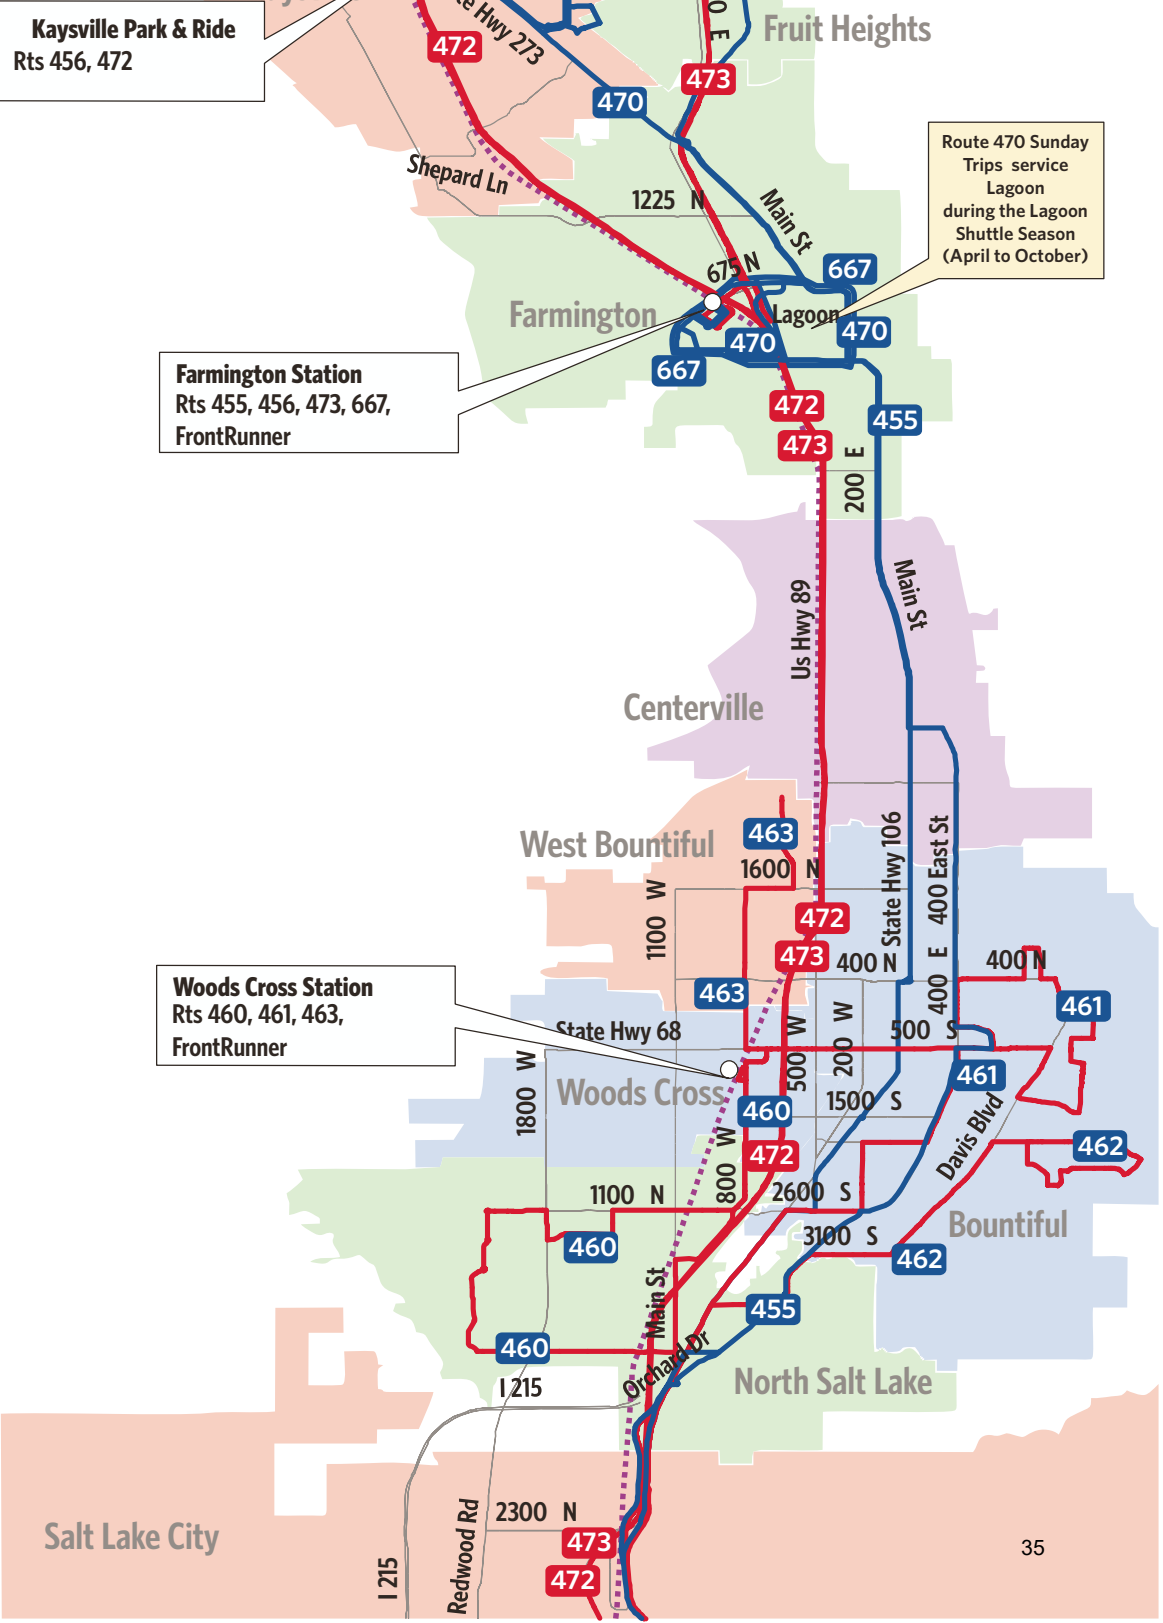 Kaysville Park & Ride
Rts 456, 472
472
Hwy 273
E
Fruit Heights
473
470
Route 470 Sunday
Trips service
Lagoon
during the Lagoon
Shuttle Season
(April to October)
Shepard Ln
1225 N
Main St
675 N
667
Farmington
Lagoon
470
470
667
Farmington Station
Rts 455, 456, 473, 667,
FrontRunner
472
455
473
200 E
Us Hwy 89
Main St
Centerville
463
West Bountiful
1600 N
State Hwy 106
400 East St
1100 W
472
473
400 N
400 E
400 N
Woods Cross Station
Rts 460, 461, 463,
FrontRunner
463
461
State Hwy 68
500 W
200 W
500 S
1800 W
Woods Cross
461
460
1500 S
Davis Blvd
800 W
472
462
1100 N
2600 S
Bountiful
460
3100 S
462
Main St
455
460
Orchard Dr
I 215
North Salt Lake
Salt Lake City
2300 N
473
472
I 215
Redwood Rd
35